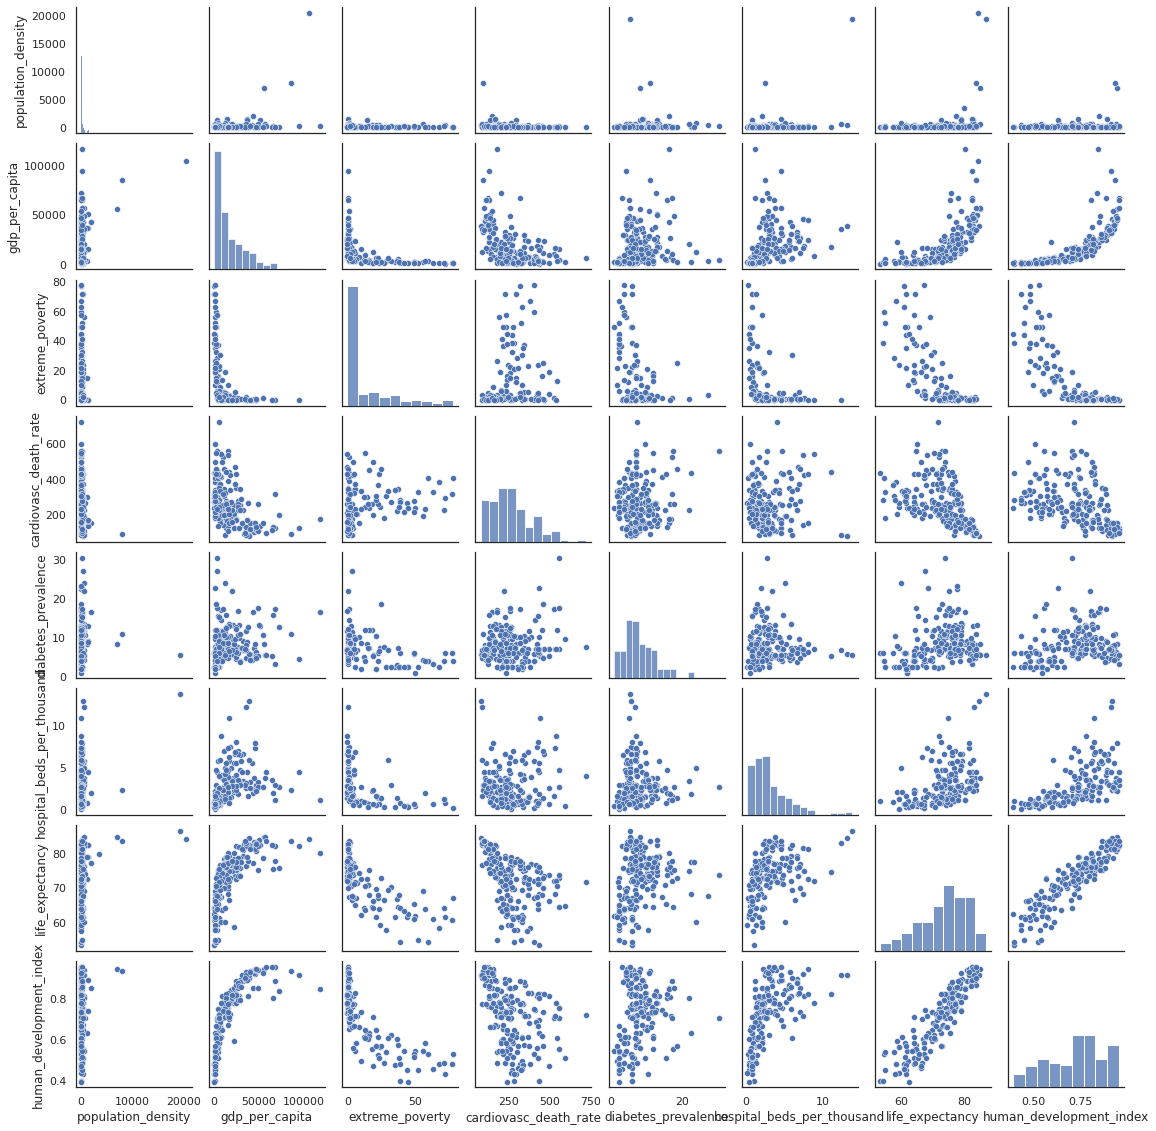 population_density
20000
15000
10000
5000
0
gdp_per_capita
100000
50000
0
extreme_poverty
80
60
40
20
0
cardiovasc_death_rate
600
400
200
diabetes_prevalence
30
20
10
0
hospital_beds_per_thousand
10
5
0
life_expectancy
80
70
60
human_development_index
0.8
0.6
0.4
0 10000 20000 0 50000 100000 0 50 250 500 750 0 20 0 10 60 80 0.50 0.75
population_density gdp_per_capita extreme_poverty cardiovasc_death_rate diabetes_prevalence hospital_beds_per_thousand life_expectancy human_development_index